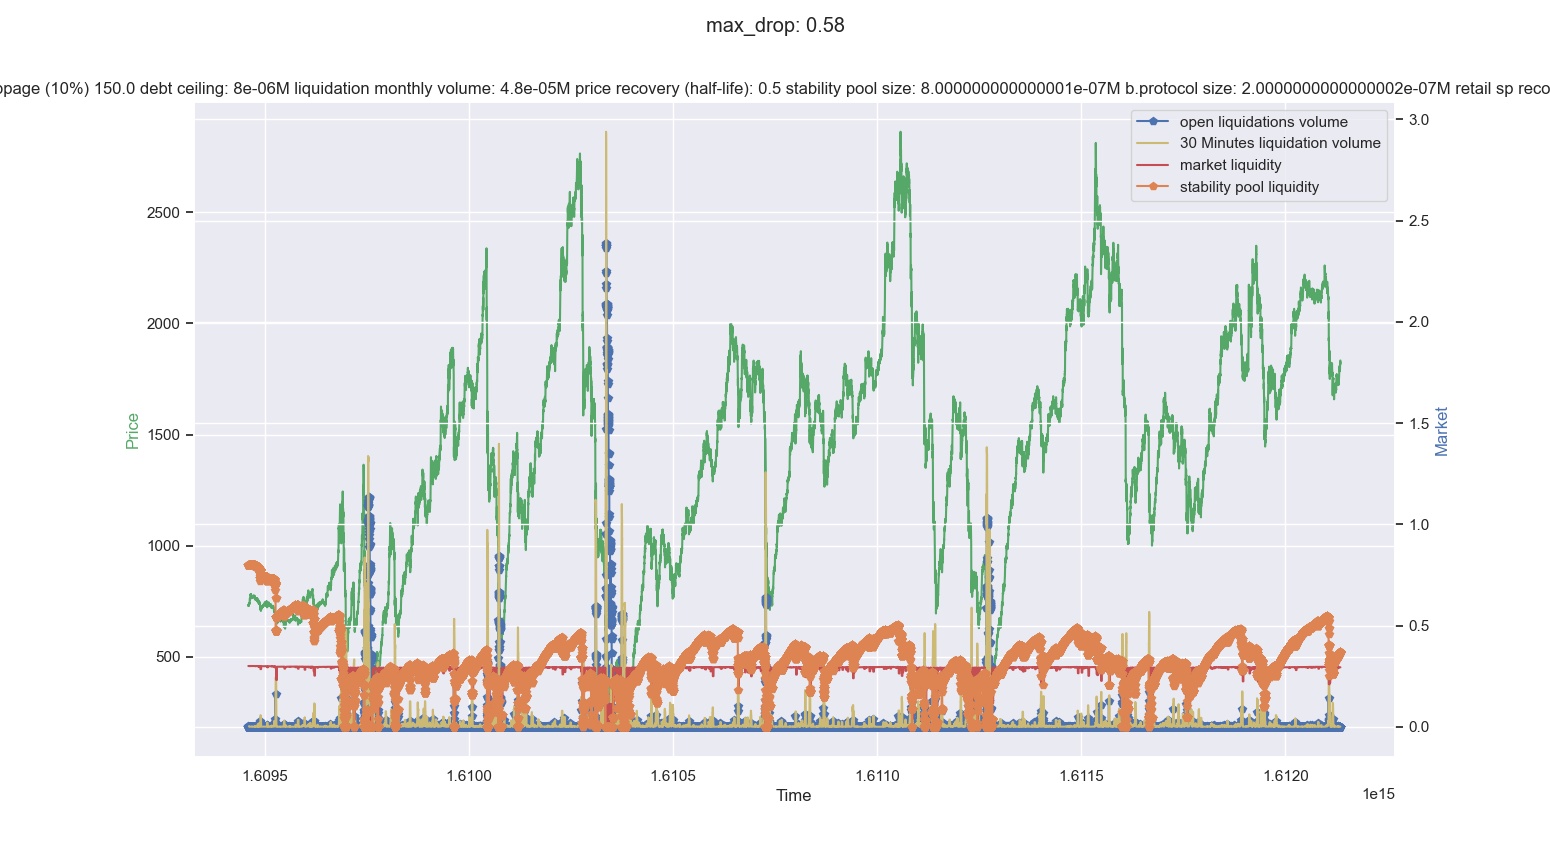 max_drop: 0.58
(10%) 150.0 debt ceiling: 8e-06M liquidation monthly volume: 4.8e-05M price recovery (half-life): 0.5 stability pool size: 8.000000000000001e-07M b.protocol size: 2.0000000000000002e-07M retail sp
open liquidations volume
30 Minutes liquidation volume
market liquidity
stability pool liquidity
2500
2000
1500
1000
500
Price
3.0
2.5
2.0
1.5
1.0
0.5
0.0
Market
1.6095 1.6100 1.6105 1.6110 1.6115 1.6120
1e15
Time